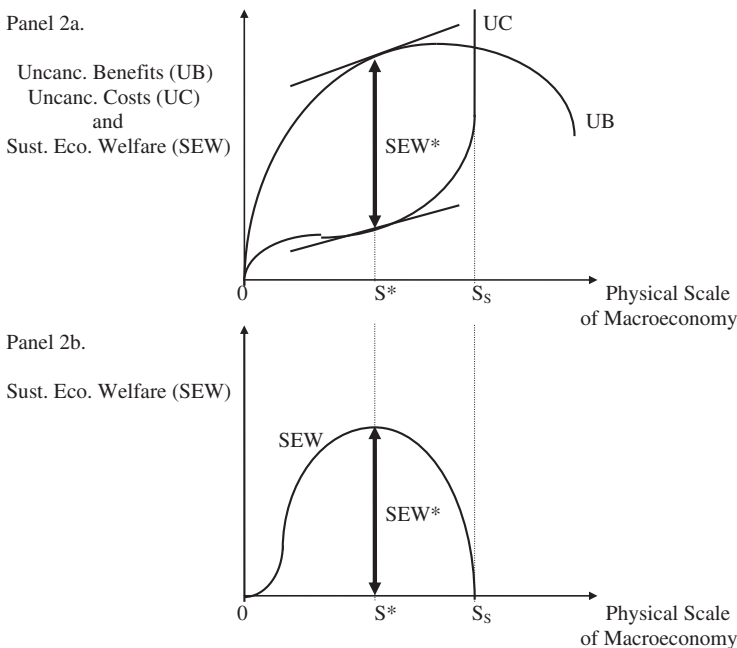 Panel 2a.
UC
Uncanc. Benefits (UB)
Uncanc. Costs (UC)
and
Sust. Eco. Welfare (SEW)
UB
SEW*
0
S*
S_S
Physical Scale
of Macroeconomy
Panel 2b.
Sust. Eco. Welfare (SEW)
SEW
SEW*
0
S*
S_S
Physical Scale
of Macroeconomy